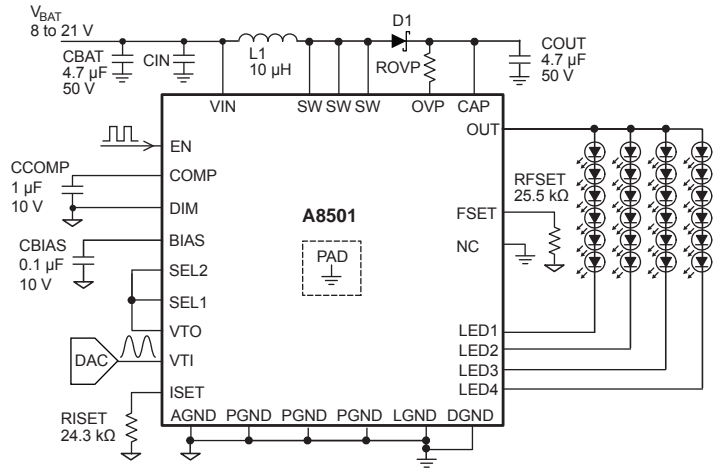 VBAT
8 to 21 V
D1
CBAT
4.7 µF
50 V
CIN
L1
10 µH
ROVP
COUT
4.7 µF
50 V
VIN
SW SW SW
OVP
CAP
OUT
EN
CCOMP
1 µF
10 V
COMP
DIM
RFSET
25.5 kΩ
A8501
FSET
CBIAS
0.1 µF
10 V
BIAS
NC
PAD
SEL2
SEL1
VTO
LED1
DAC
VTI
LED2
LED3
ISET
LED4
RISET
24.3 kΩ
AGND PGND PGND PGND LGND DGND